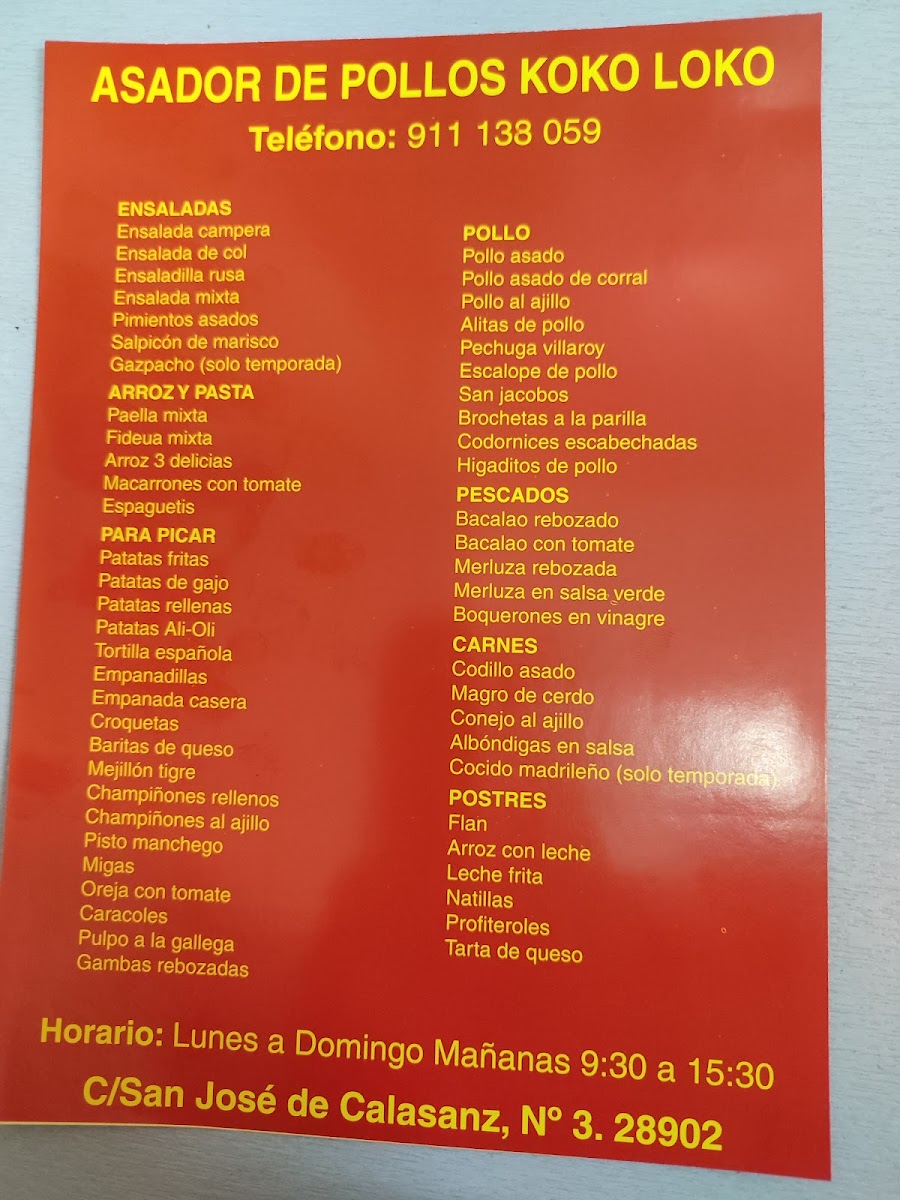 ASADOR DE POLLOS KOKO LOKO
Teléfono: 911 138 059
ENSALADAS
Ensalada campera
Ensalada de col
Ensaladilla rusa
Ensalada mixta
Pimientos asados
Salpicón de marisco
Gazpacho (solo temporada)
ARROZ Y PASTA
Paella mixta
Fideua mixta
Arroz 3 delicias
Macarrones con tomate
Espaguetis
PARA PICAR
Patatas fritas
Patatas de gajo
Patatas rellenas
Patatas Ali-Oli
Tortilla española
Empanadillas
Empanada casera
Croquetas
Baritas de queso
Mejillón tigre
Champiñones rellenos
Champiñones al ajillo
Pisto manchego
Migas
Oreja con tomate
Caracoles
Pulpo a la gallega
Gambas rebozadas
POLLO
Pollo asado
Pollo asado de corral
Pollo al ajillo
Alitas de pollo
Pechuga villaroy
Escalope de pollo
San jacobos
Brochetas a la parilla
Codornices escabechadas
Higaditos de pollo
PESCADOS
Bacalao rebozado
Bacalao con tomate
Merluza rebozada
Merluza en salsa verde
Boquerones en vinagre
CARNES
Codillo asado
Magro de cerdo
Conejo al ajillo
Albóndigas en salsa
Cocido madrileño (solo temporada)
POSTRES
Flan
Arroz con leche
Leche frita
Natillas
Profiteroles
Tarta de queso
Horario: Lunes a Domingo Mañanas 9:30 a 15:30
C/San José de Calasanz, Nº 3. 28902